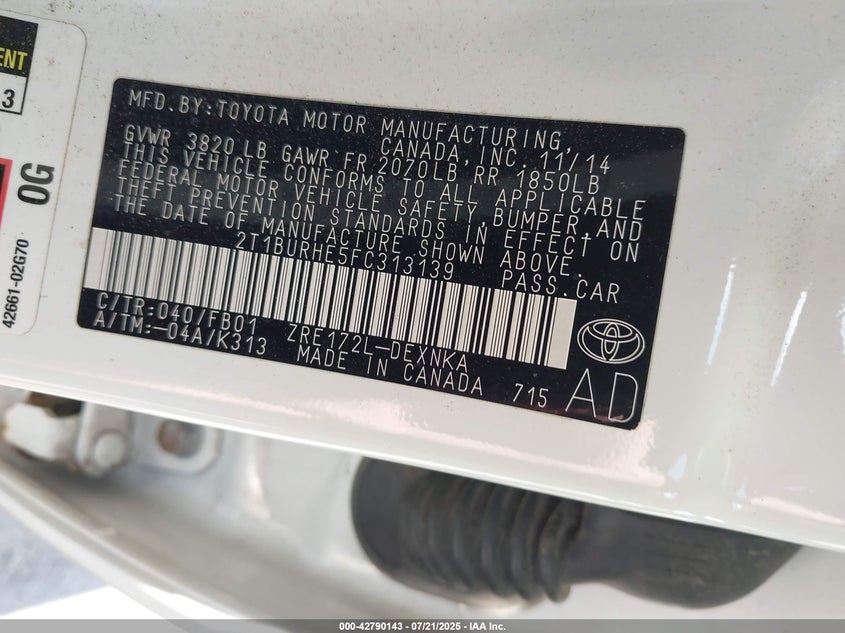 ENT
3
OG
42661-02G70
MFD.BY:TOYOTA MOTOR MANUFACTURING,
CANADA, INC. 11/14
GVWR 3820 LB GAWR FR 2070LB RR 1850LB
THIS VEHICLE CONFORMS TO ALL APPLICABLE
FEDERAL MOTOR VEHICLE SAFETY, BUMPER, AND
THEFT PREVENTION STANDARDS IN EFFECT ON
THE DATE OF MANUFACTURE SHOWN ABOVE.
2T1BURHE5FC313139 PASS.CAR
C/TR:040/FB01 ZRE172L-DEXNKA
A/TM:-04A/K313 MADE IN CANADA 715
AD
000-42790143 / 07/21/2025 - IAA Inc.